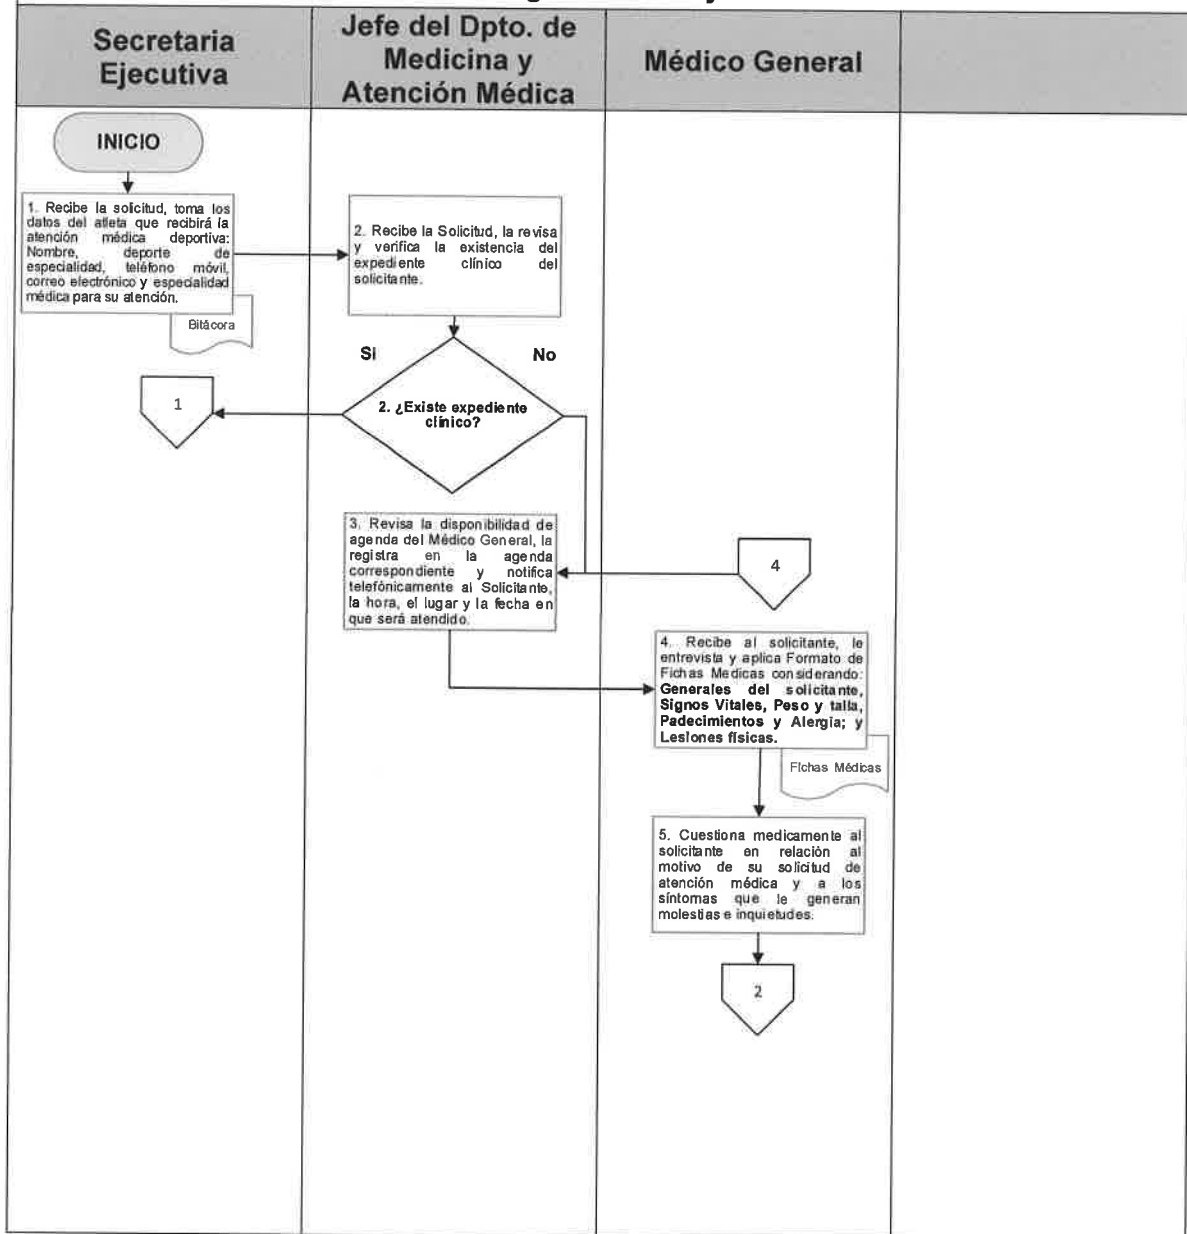 Secretaria
Ejecutiva
Jefe del Dpto. de
Medicina y
Atención Médica
Médico General
INICIO
1. Recibe la solicitud, toma los
datos del atleta que recibirá la
atención médica deportiva:
Nombre, deporte de
especialidad, teléfono móvil,
correo electrónico y especialidad
médica para su atención.
Bitácora
2. Recibe la Solicitud, la revisa
y verifica la existencia del
expediente clínico del
solicitante.
Si
No
2. ¿Existe expediente
clínico?
1
3. Revisa la disponibilidad de
agenda del Médico General, la
registra en la agenda
correspondiente y notifica
telefónicamente al Solicitante,
la hora, el lugar y la fecha en
que será atendido.
4
4. Recibe al solicitante, le
entrevista y aplica Formato de
Fichas Medicas considerando:
Generales del solicitante,
Signos Vitales, Peso y talla,
Padecimientos y Alergia; y
Lesiones físicas.
Fichas Médicas
5. Cuestiona medicamente al
solicitante en relación al
motivo de su solicitud de
atención médica y a los
síntomas que le generan
molestias e inquietudes.
2